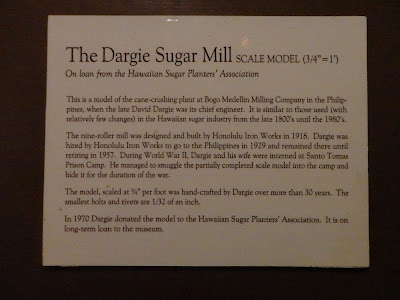 The Dargie Sugar Mill SCALE MODEL (3/4"=1')
On loan from the Hawaiian Sugar Planters' Association
This is a model of the cane-crushing plant at Bogo Medellin Milling Company in the Philip-
pines, when the late David Dargie was its chief engineer. It is similar to those used (with
relatively few changes) in the Hawaiian sugar industry from the late 1800's until the 1980's.
The nine-roller mill was designed and built by Honolulu Iron Works in 1918. Dargie was
hired by Honolulu Iron Works to go to the Philippines in 1929 and remained there until
retiring in 1957. During World War II, Dargie and his wife were interned at Santo Tomas
Prison Camp. He managed to smuggle the partially completed scale model into the camp and
hide it for the duration of the war.
The model, scaled at ¾" per foot was hand-crafted by Dargie over more than 30 years. The
smallest bolts and rivets are 1/32 of an inch.
In 1970 Dargie donated the model to the Hawaiian Sugar Planters' Association. It is on
long-term loan to the museum.